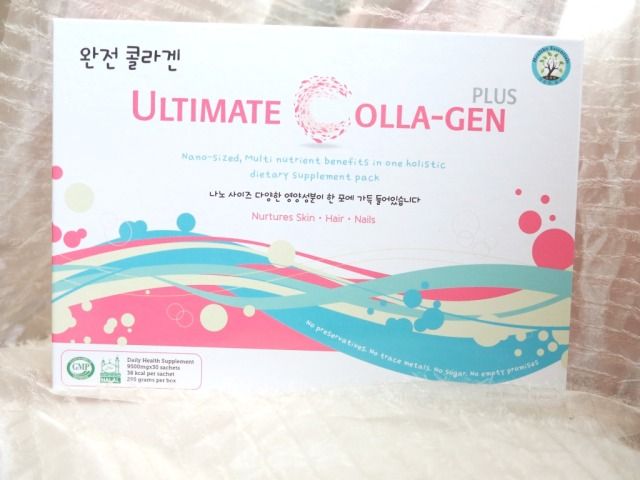 완전 콜라겐
Healthy Essentials
ULTIMATE COLLA-GEN
PLUS
Nano-sized, Multi nutrient benefits in one holistic
dietary supplement pack
나노 사이즈 다양한 영양성분이 한 포에 가득 들어있습니다
Nurtures Skin • Hair • Nails
No preservatives. No trace metals. No sugar. No empty promises
GMP
HALAL
Daily Health Supplement
9500mgx30 sachets
38 kcal per sachet
295 grams per box